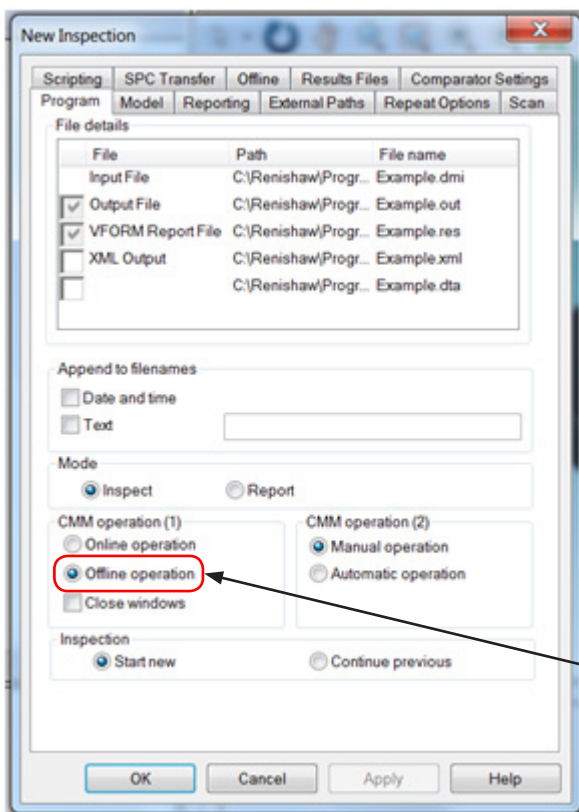 New Inspection
Scripting SPC Transfer Offline Results Files Comparator Settings
Program Model Reporting External Paths Repeat Options Scan
File details
File Path File name
Input File C:\Renishaw\Progr... Example.dmi
Output File C:\Renishaw\Progr... Example.out
VFORM Report File C:\Renishaw\Progr... Example.res
XML Output C:\Renishaw\Progr... Example.xml
C:\Renishaw\Progr... Example.dta
Append to filenames
Date and time
Text
Mode
Inspect Report
CMM operation (1) CMM operation (2)
Online operation Manual operation
Offline operation Automatic operation
Close windows
Inspection
Start new Continue previous
OK Cancel Apply Help